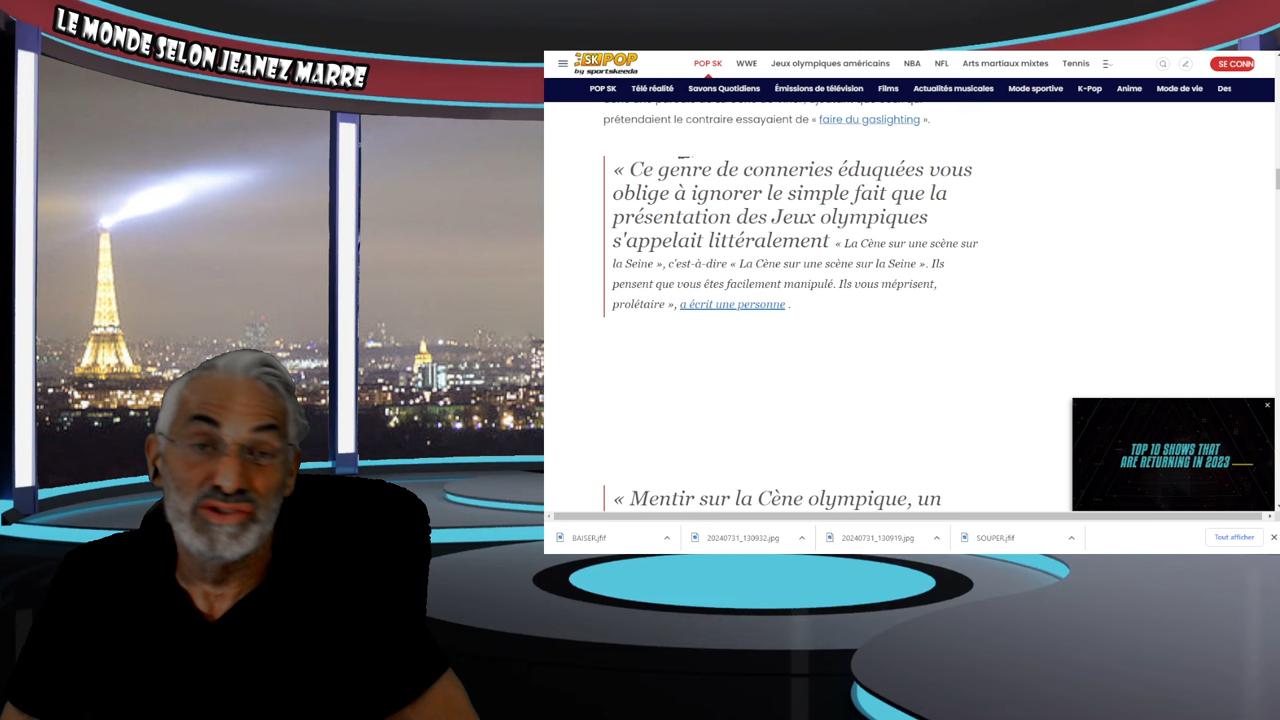 LE MONDE SELON JEANEZ MARRE
SK POP
by sportskeeda
POP SK WWE Jeux olympiques américains NBA NFL Arts martiaux mixtes Tennis
SE CONN
POP SK Télé réalité Savons Quotidiens Émissions de télévision Films Actualités musicales Mode sportive K-Pop Anime Mode de vie Des
prétendaient le contraire essayaient de « faire du gaslighting ».
« Ce genre de conneries éduquées vous
oblige à ignorer le simple fait que la
présentation des Jeux olympiques
s'appelait littéralement « La Cène sur une scène sur
la Seine », c'est-à-dire « La Cène sur une scène sur la Seine ». Ils
pensent que vous êtes facilement manipulé. Ils vous méprisent,
prolétaire », a écrit une personne .
TOP 10 SHOWS THAT
ARE RETURNING IN 2023
« Mentir sur la Cène olympique, un
BAISER.jfif
20240731_130932.jpg
20240731_130919.jpg
SOUPER.jfif
Tout afficher